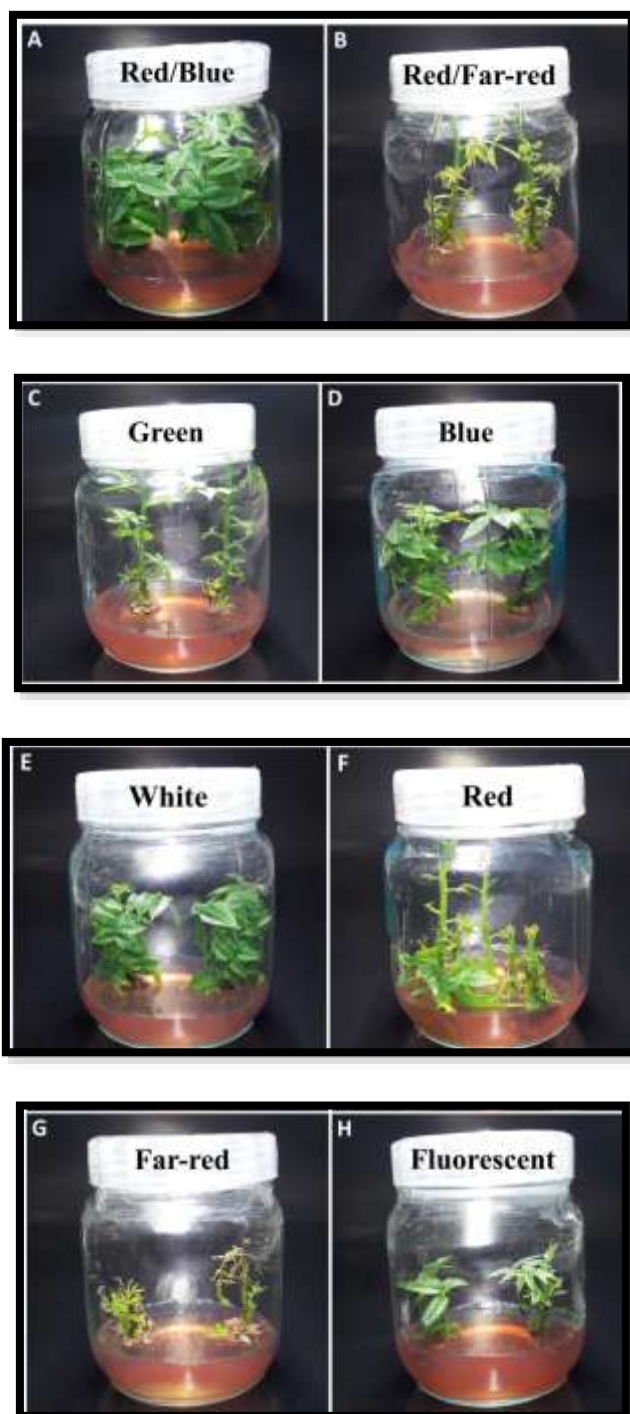 A
Red/Blue
B
Red/Far-red
C
Green
D
Blue
E
White
F
Red
G
Far-red
H
Fluorescent